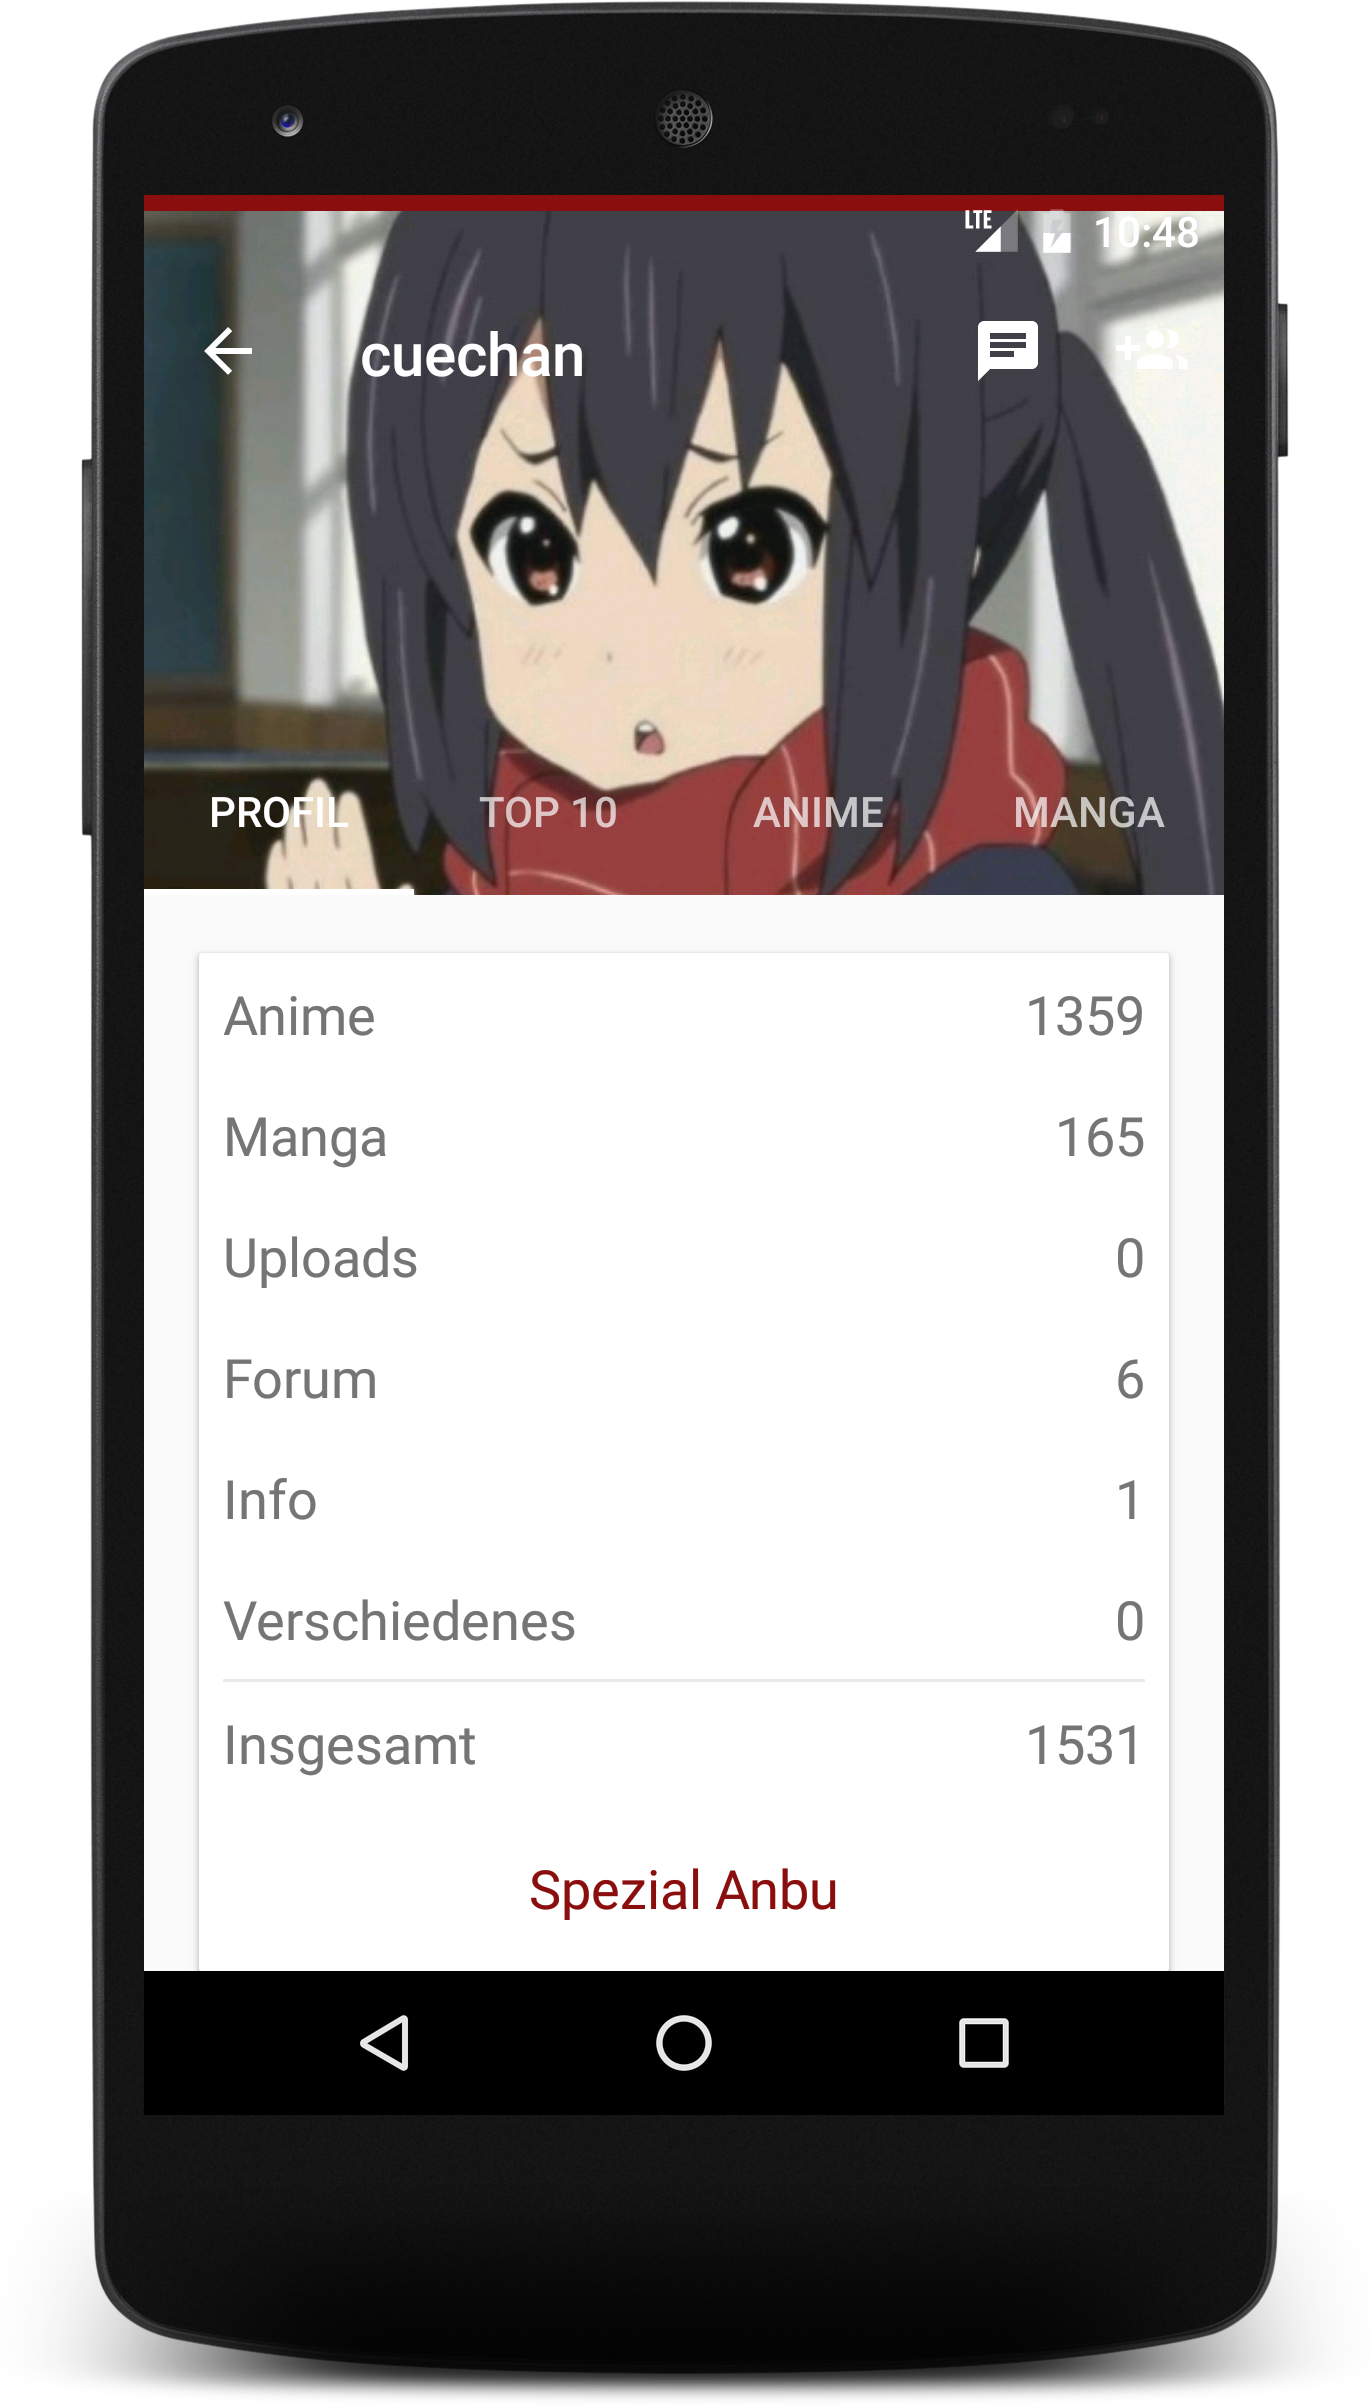 LTE 10:48
cuechan
PROFIL TOP 10 ANIME MANGA
Anime 1359
Manga 165
Uploads 0
Forum 6
Info 1
Verschiedenes 0
Insgesamt 1531
Spezial Anbu